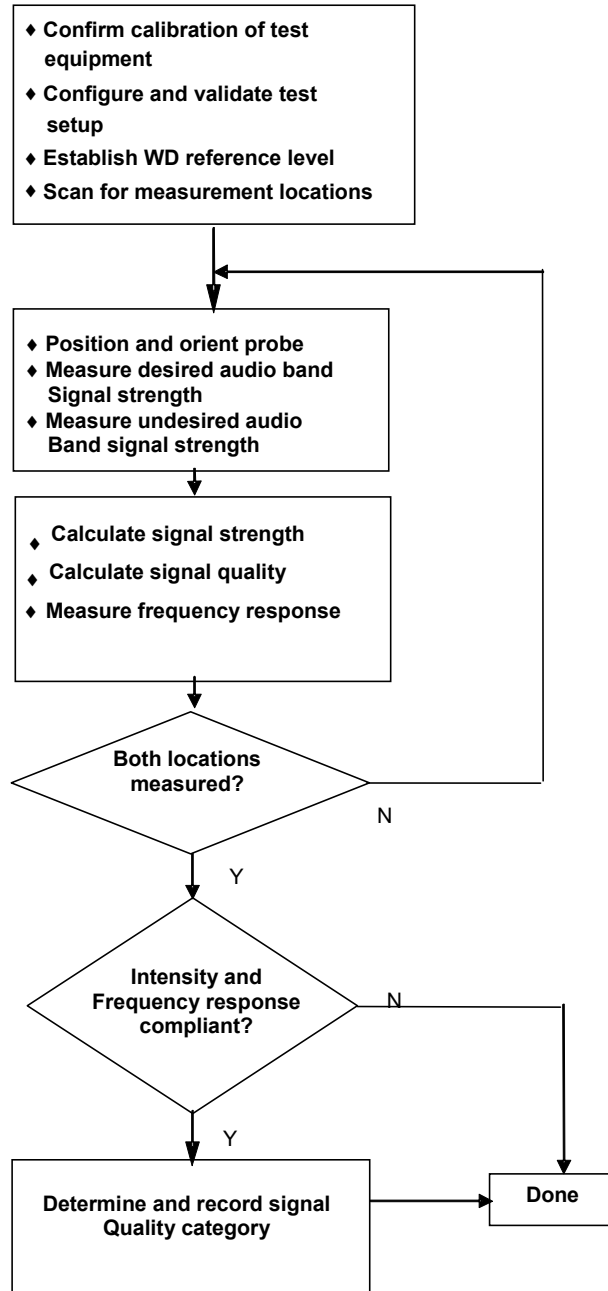 ♦ Confirm calibration of test
equipment
♦ Configure and validate test
setup
♦ Establish WD reference level
♦ Scan for measurement locations
♦ Position and orient probe
♦ Measure desired audio band
Signal strength
♦ Measure undesired audio
Band signal strength
♦ Calculate signal strength
♦ Calculate signal quality
♦ Measure frequency response
Both locations
measured?
N
Y
Intensity and
Frequency response
compliant?
N
Y
Determine and record signal
Quality category
Done